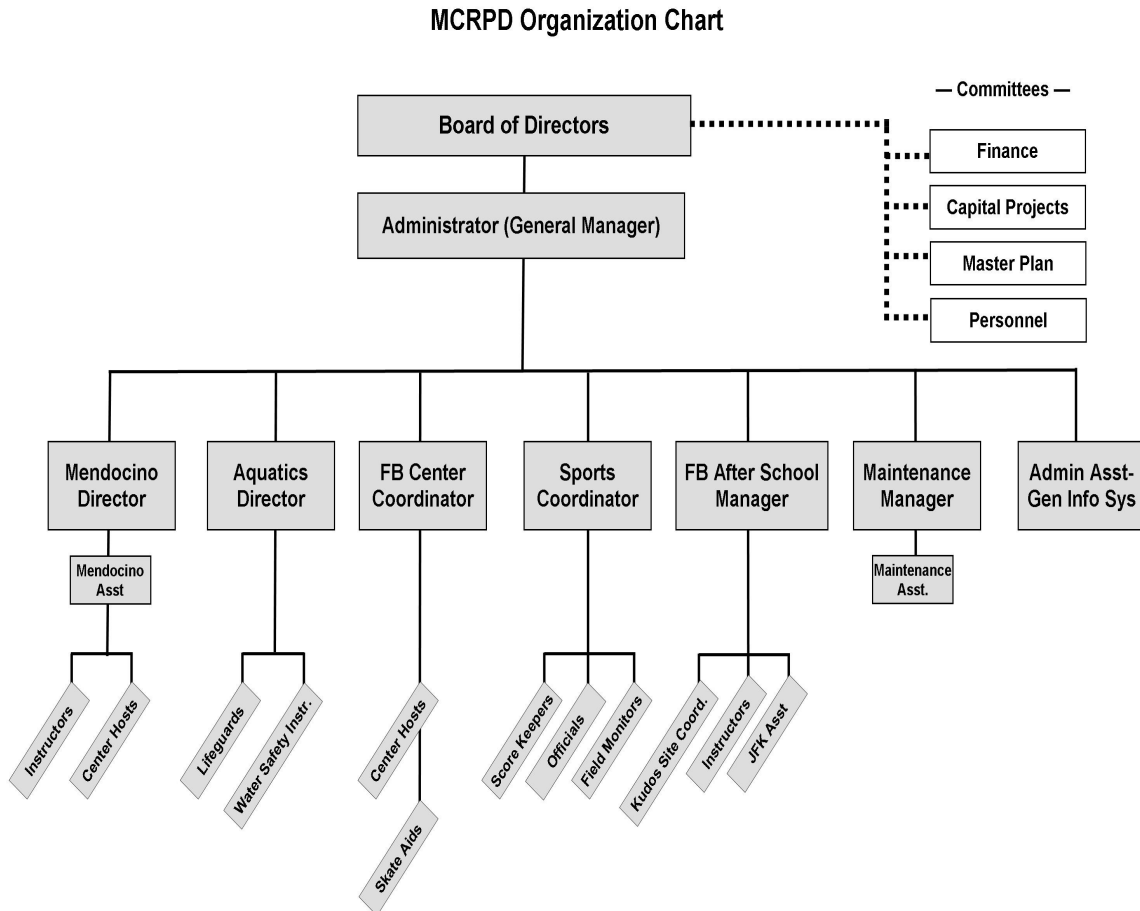 MCRPD Organization Chart
— Committees —
Board of Directors
Finance
Capital Projects
Administrator (General Manager)
Master Plan
Personnel
Mendocino
Director
Aquatics
Director
FB Center
Coordinator
Sports
Coordinator
FB After School
Manager
Maintenance
Manager
Admin Asst-
Gen Info Sys
Mendocino
Asst
Maintenance
Asst.
Instructors
Center Hosts
Lifeguards
Water Safety Instr.
Center Hosts
Skate Aids
Score Keepers
Officials
Field Monitors
Kudos Site Coord.
Instructors
JFK Asst